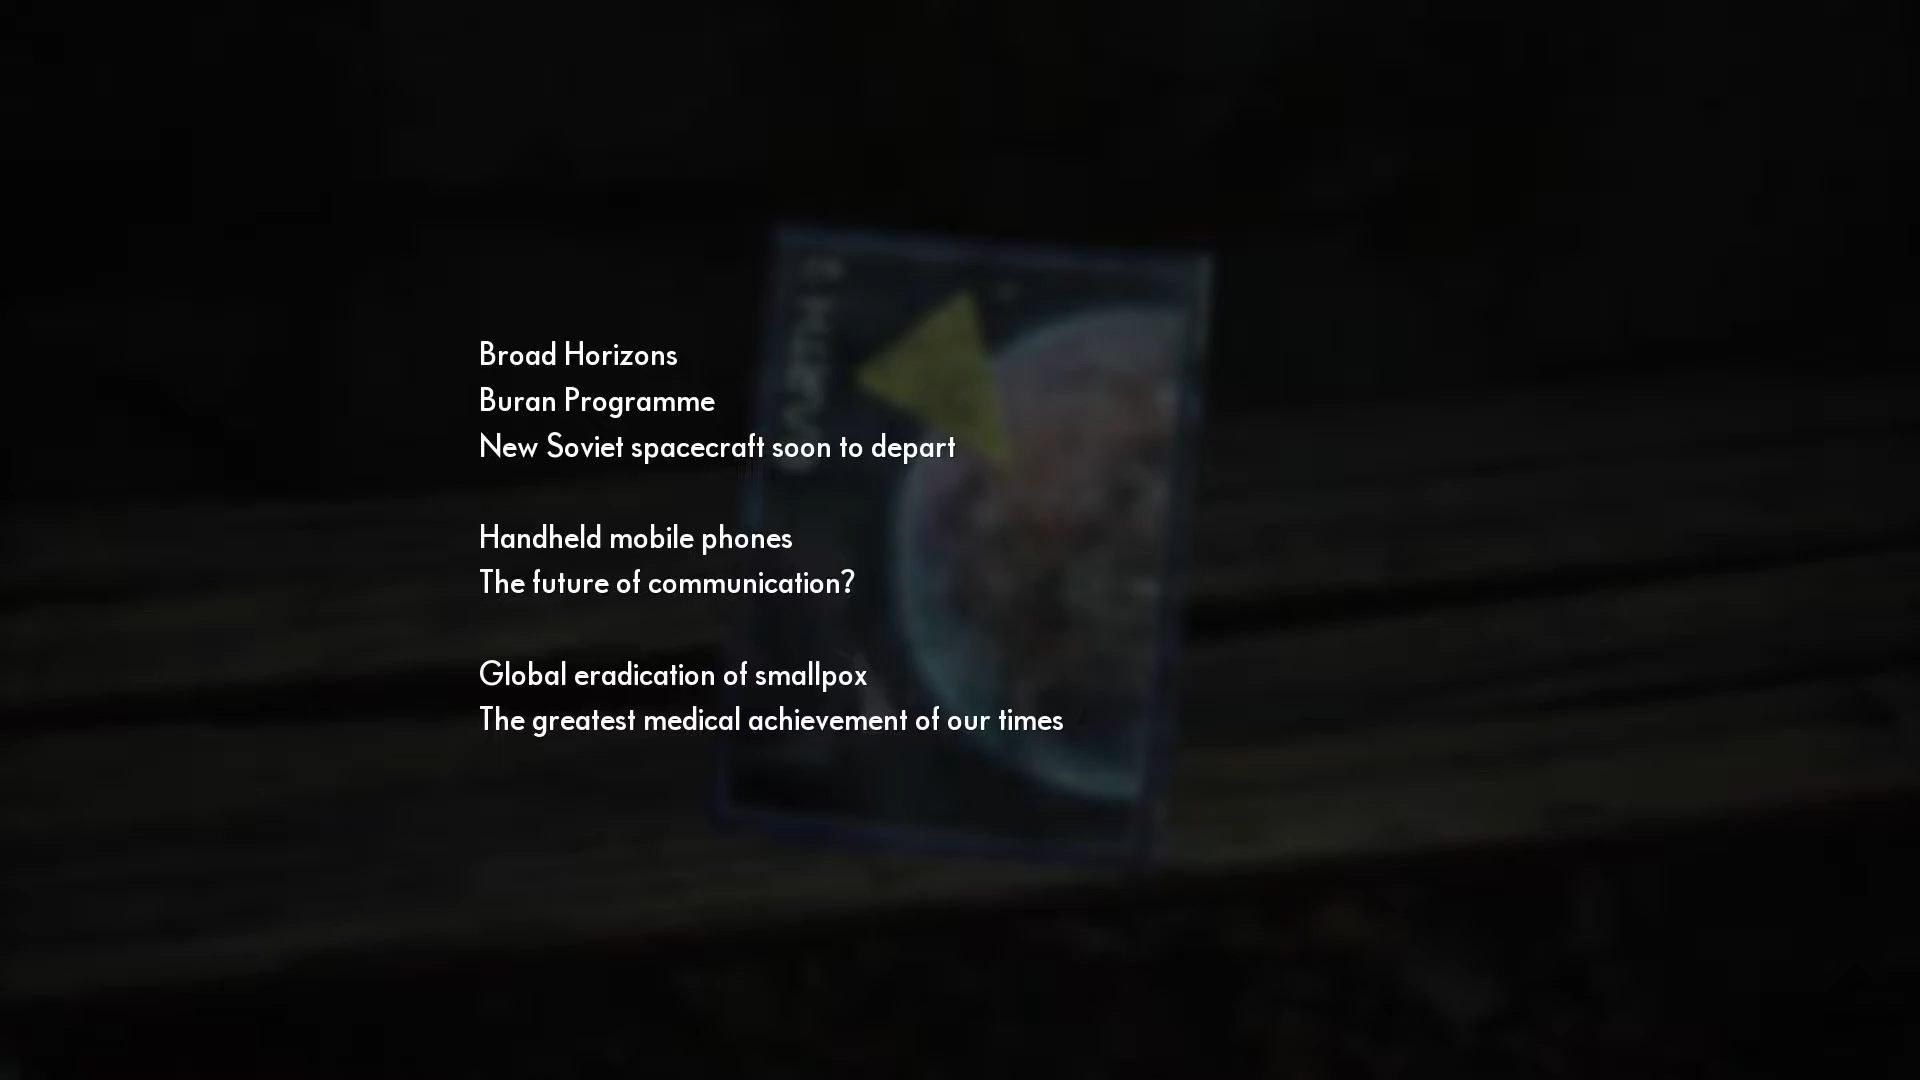 Broad Horizons
Buran Programme
New Soviet spacecraft soon to depart
Handheld mobile phones
The future of communication?
Global eradication of smallpox
The greatest medical achievement of our times